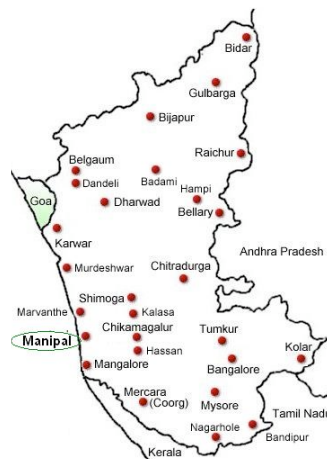 Bidar
Gulbarga
Bijapur
Raichur
Belgaum
Badami
Dandeli
Hampi
Goa
Dharwad
Bellary
Karwar
Andhra Pradesh
Murdeshwar
Chitradurga
Shimoga
Marvanthe
Kalasa
Chikamagalur
Tumkur
Manipal
Hassan
Kolar
Mangalore
Bangalore
Mercara
(Coorg)
Mysore
Tamil Nadu
Nagarhole
Bandipur
Kerala